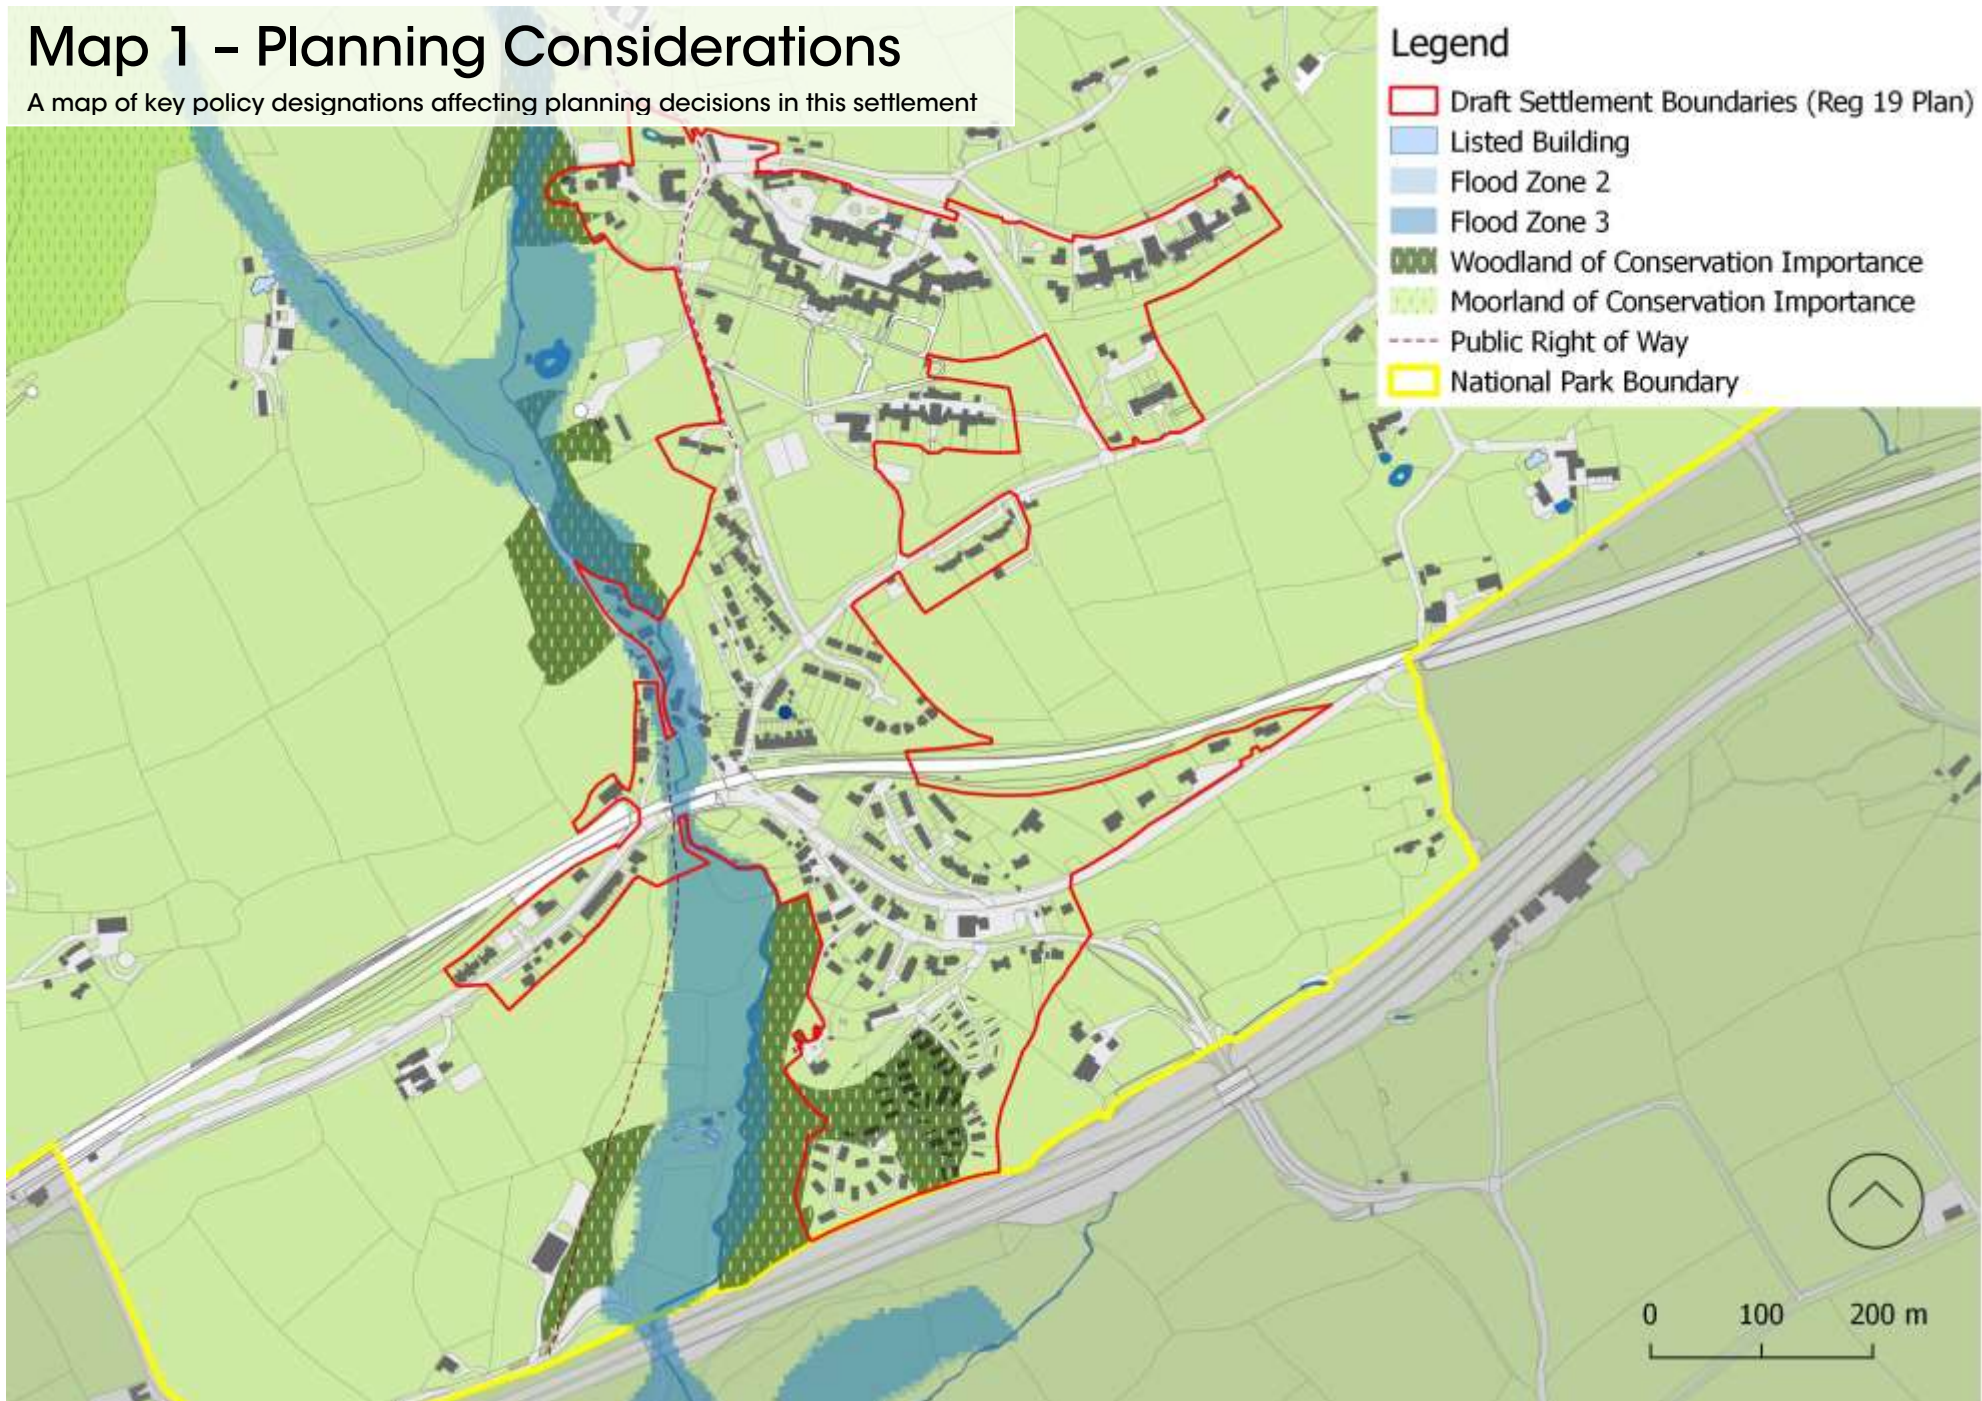 Map 1 – Planning Considerations
A map of key policy designations affecting planning decisions in this settlement
Legend
Draft Settlement Boundaries (Reg 19 Plan)
Listed Building
Flood Zone 2
Flood Zone 3
Woodland of Conservation Importance
Moorland of Conservation Importance
Public Right of Way
National Park Boundary
0 100 200 m